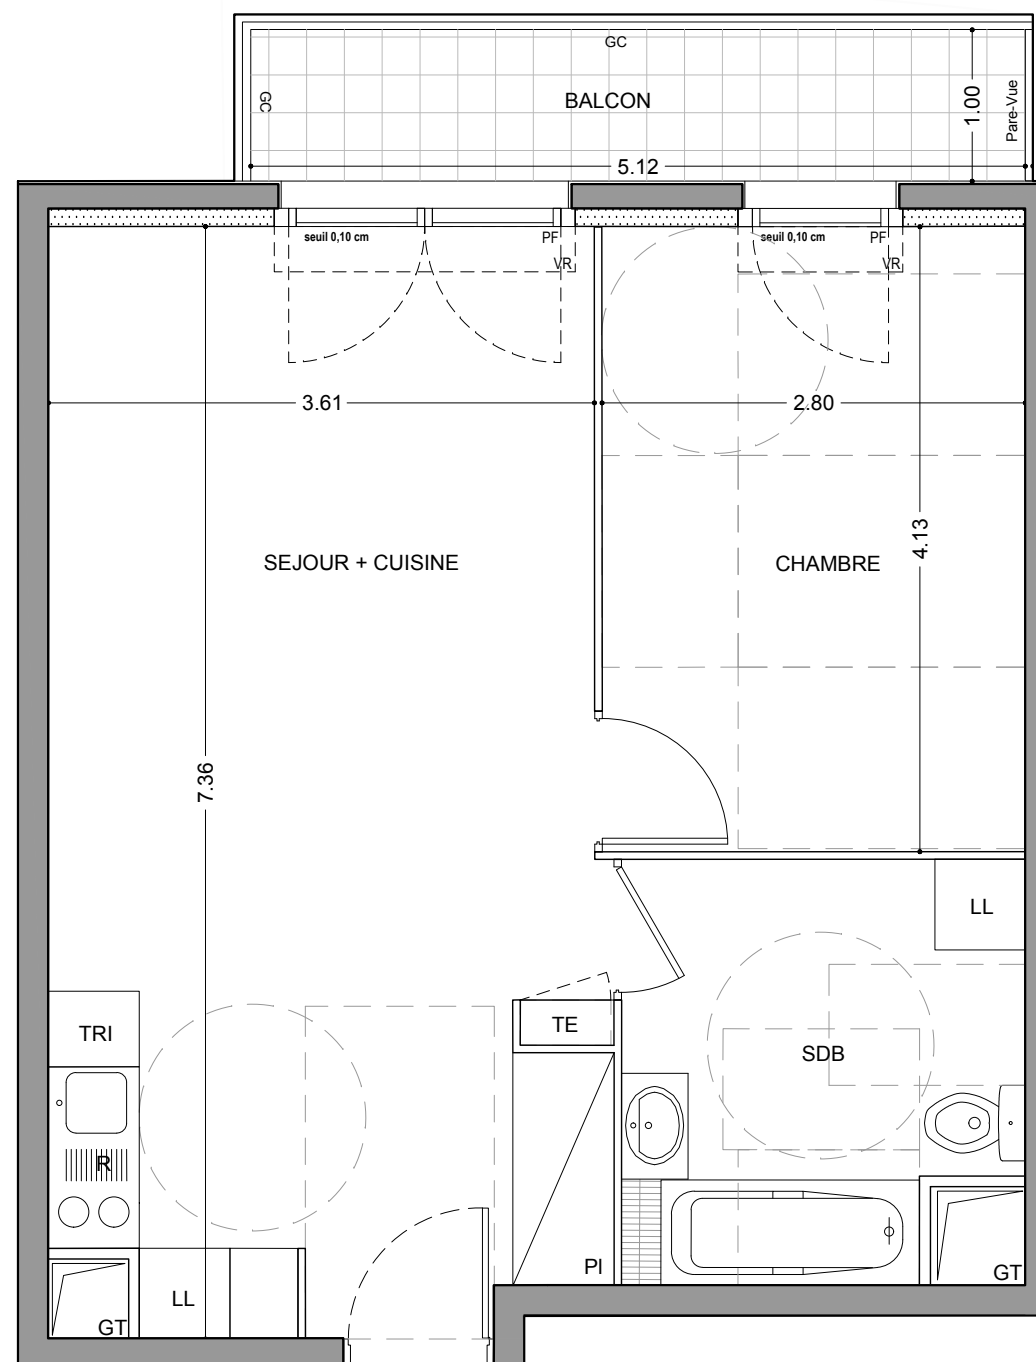 GC
GC
BALCON
1.00
Pare-Vue
5.12
seuil 0,10 cm
PF
VR
seuil 0,10 cm
PF
VR
3.61
2.80
SEJOUR + CUISINE
CHAMBRE
4.13
7.36
LL
TRI
TE
SDB
R
PI
GT
LL
GT